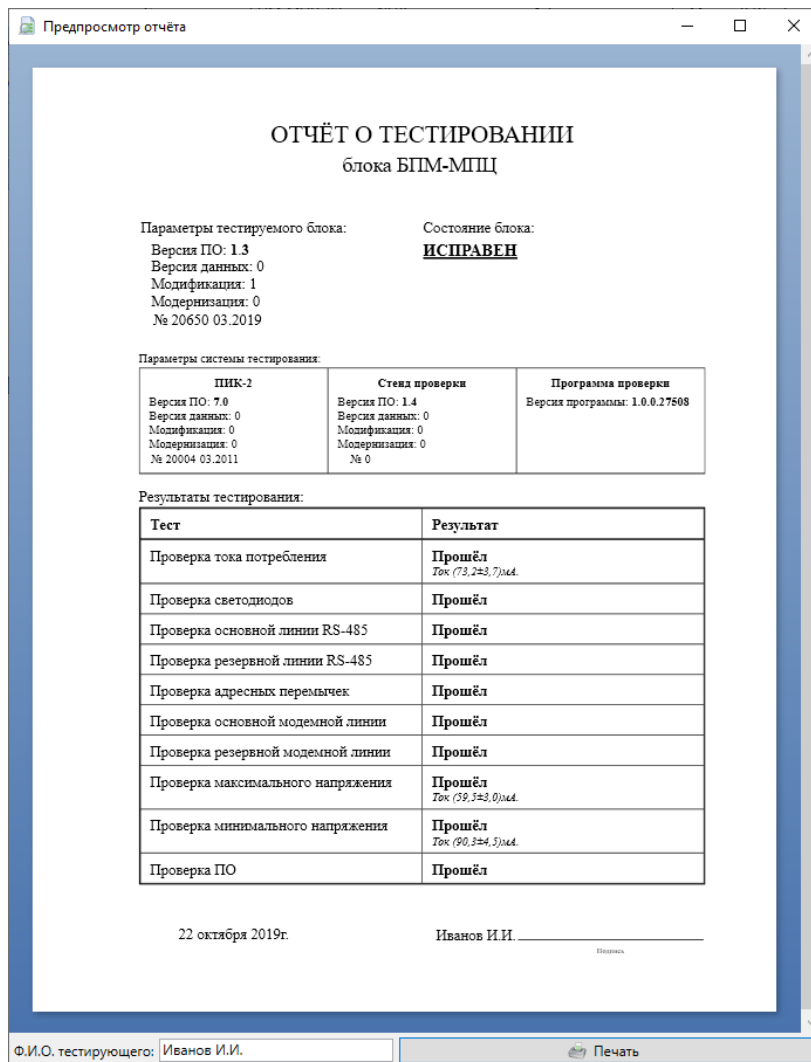 Предпросмотр отчёта
ОТЧЁТ О ТЕСТИРОВАНИИ
блока БПМ-МПЦ
Параметры тестируемого блока:
Версия ПО: 1.3
Версия данных: 0
Модификация: 1
Модернизация: 0
№ 20650 03.2019
Состояние блока:
ИСПРАВЕН
Параметры системы тестирования:
ПИК-2
Версия ПО: 7.0
Версия данных: 0
Модификация: 0
Модернизация: 0
№ 20004 03.2011
Стенд проверки
Версия ПО: 1.4
Версия данных: 0
Модификация: 0
Модернизация: 0
№ 0
Программа проверки
Версия программы: 1.0.0.27508
Результаты тестирования:
Тест Результат
Проверка тока потребления Прошёл
Ток (73,2±3,7)мА.
Проверка светодиодов Прошёл
Проверка основной линии RS-485 Прошёл
Проверка резервной линии RS-485 Прошёл
Проверка адресных перемычек Прошёл
Проверка основной модемной линии Прошёл
Проверка резервной модемной линии Прошёл
Проверка максимального напряжения Прошёл
Ток (59,5±3,0)мА.
Проверка минимального напряжения Прошёл
Ток (90,3±4,5)мА.
Проверка ПО Прошёл
22 октября 2019г. Иванов И.И.
Подпись
Ф.И.О. тестирующего: Иванов И.И. Печать